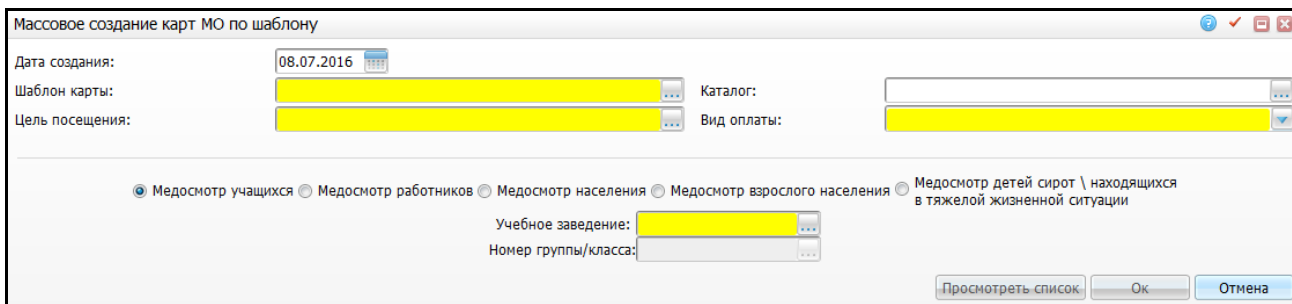 Массовое создание карт МО по шаблону
Дата создания: 08.07.2016
Шаблон карты: ... Каталог: ...
Цель посещения: ... Вид оплаты:
Медосмотр учащихся Медосмотр работников Медосмотр населения Медосмотр взрослого населения Медосмотр детей сирот \ находящихся
в тяжелой жизненной ситуации
Учебное заведение: ...
Номер группы/класса: ...
Просмотреть список Ок Отмена